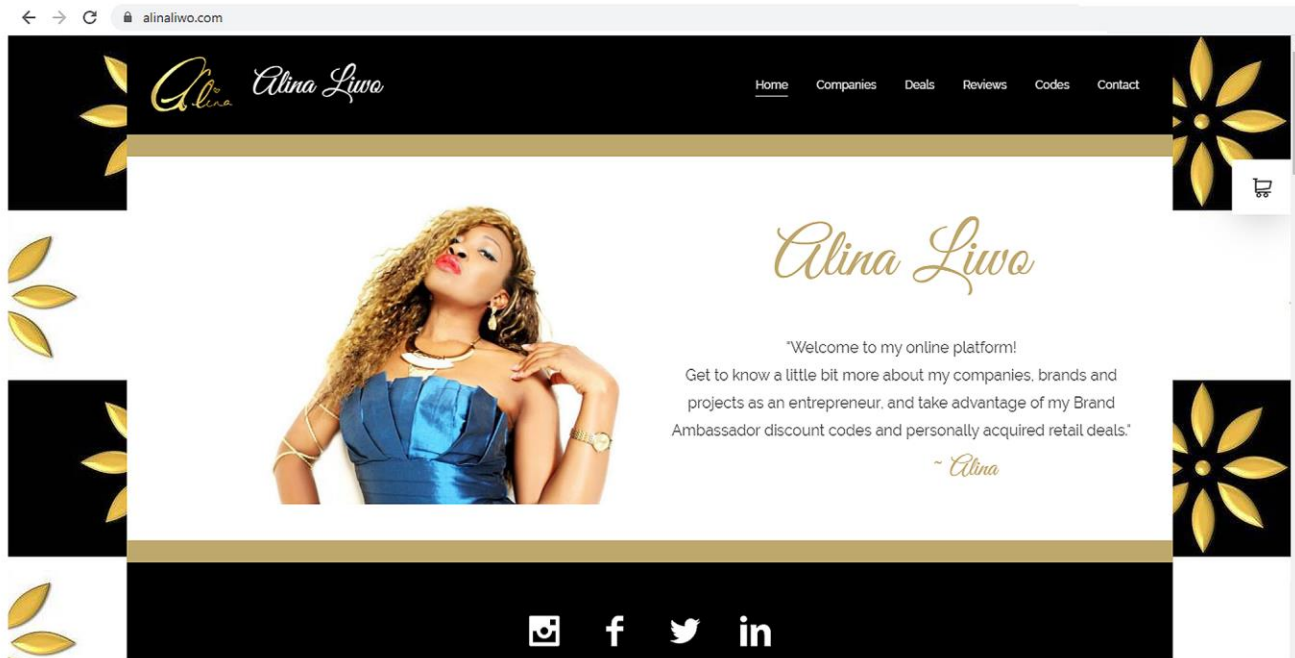 alinaliwo.com
Alina
Alina Liwo
Home Companies Deals Reviews Codes Contact
Alina Liwo
"Welcome to my online platform!
Get to know a little bit more about my companies, brands and
projects as an entrepreneur, and take advantage of my Brand
Ambassador discount codes and personally acquired retail deals."
~ Alina
f in